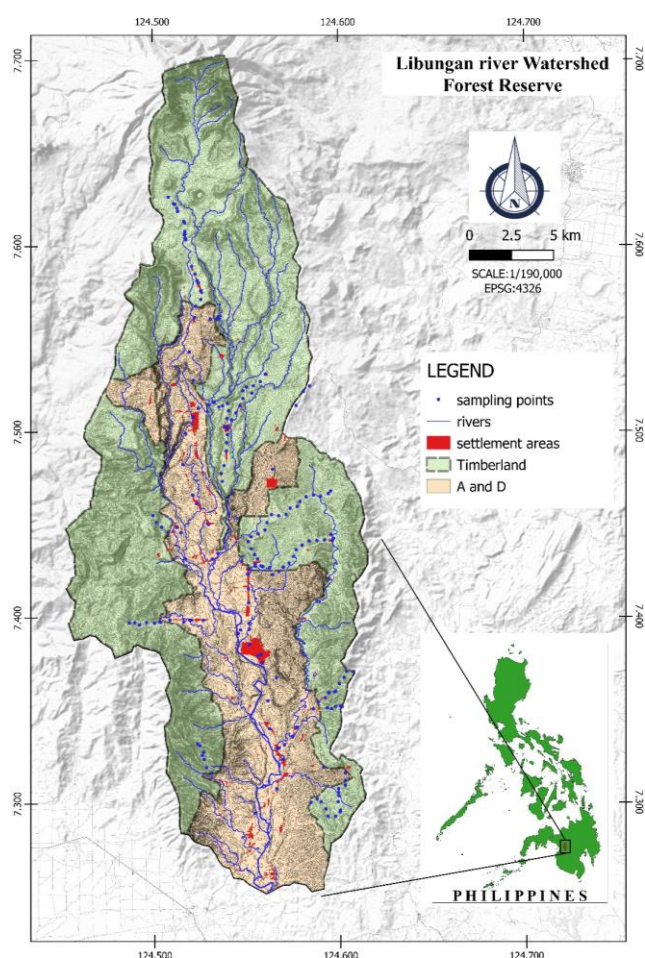 124.500 124.600 124.700
7.700 7.700
Libungan river Watershed
Forest Reserve
N
0 2.5 5 km
SCALE:1/190,000
EPSG:4326
7.600 7.600
LEGEND
sampling points
rivers
settlement areas
Timberland
A and D
7.500 7.500
7.400 7.400
7.300 7.300
PHILIPPINES
124.500 124.600 124.700